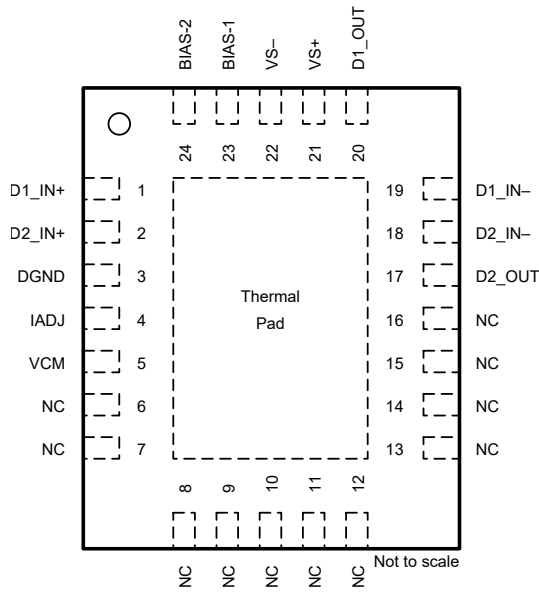 BIAS-2
BIAS-1
VS–
VS+
D1_OUT
24
23
22
21
20
D1_IN+
1
19
D1_IN–
D2_IN+
2
18
D2_IN–
DGND
3
17
D2_OUT
Thermal
Pad
IADJ
4
16
NC
VCM
5
15
NC
NC
6
14
NC
NC
7
13
NC
8
9
10
11
12
NC
NC
NC
NC
NC
Not to scale